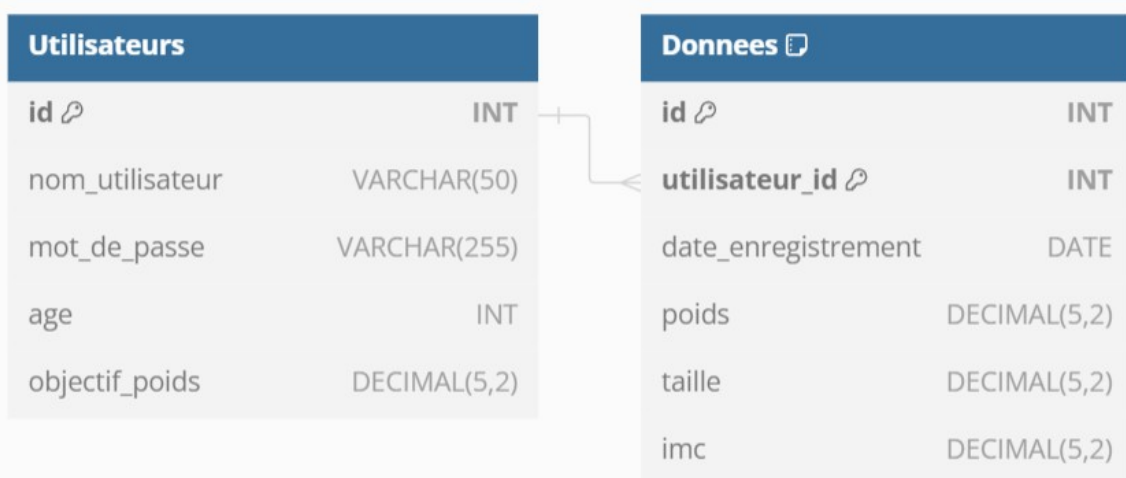 Utilisateurs
id INT
nom_utilisateur VARCHAR(50)
mot_de_passe VARCHAR(255)
age INT
objectif_poids DECIMAL(5,2)
Donnees
id INT
utilisateur_id INT
date_enregistrement DATE
poids DECIMAL(5,2)
taille DECIMAL(5,2)
imc DECIMAL(5,2)